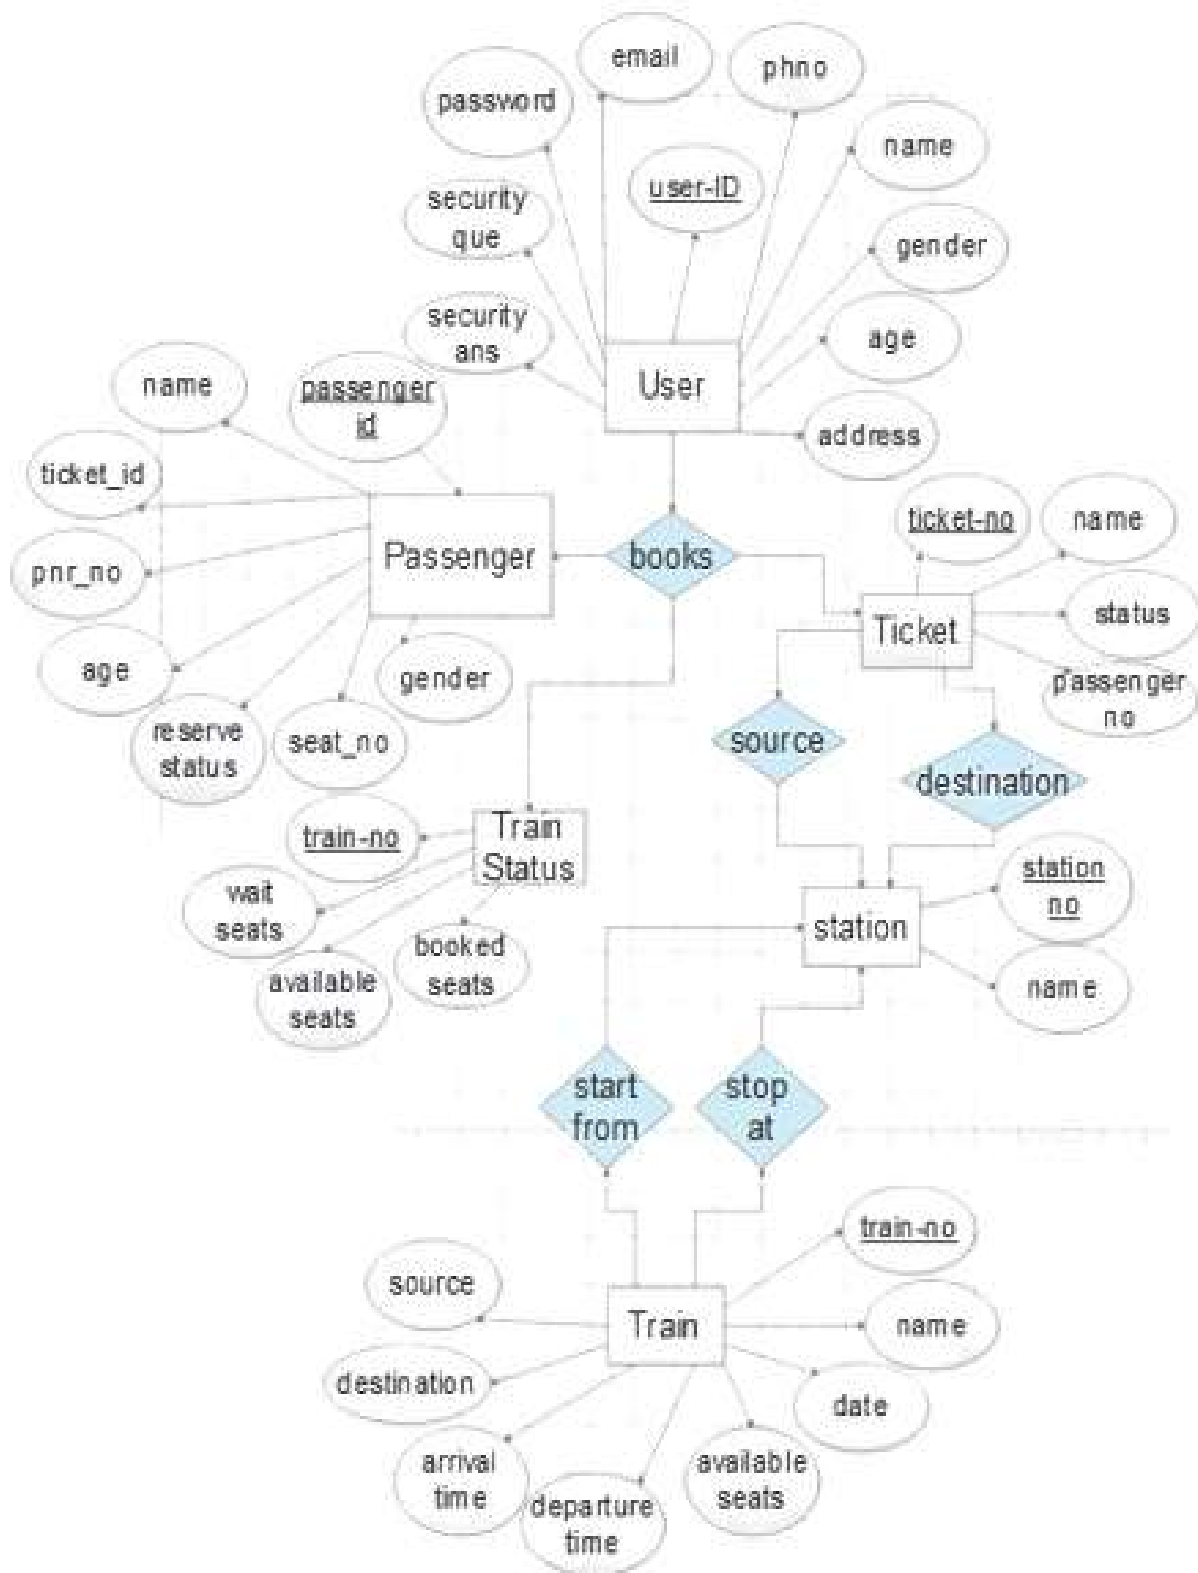 email
phno
password
name
user-ID
security
que
gender
security
ans
age
User
name
passenger
id
address
ticket_id
ticket-no
name
Passenger
books
pnr_no
status
Ticket
age
gender
passenger
no
reserve
status
seat_no
source
destination
train-no
Train
Status
station
no
wait
seats
station
booked
seats
available
seats
name
start
from
stop
at
train-no
source
Train
name
destination
date
arrival
time
available
seats
departure
time